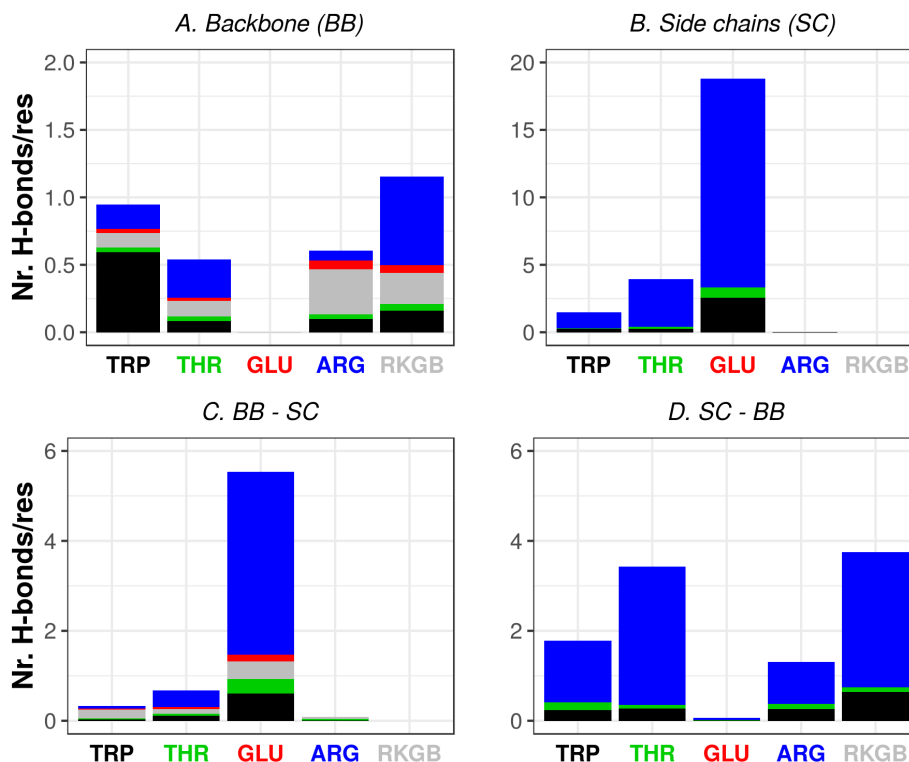 A. Backbone (BB)
B. Side chains (SC)
Nr. H-bonds/res
2.0
1.5
1.0
0.5
0.0
TRP THR GLU ARG RKGB
20
15
10
5
0
TRP THR GLU ARG RKGB
C. BB - SC
D. SC - BB
Nr. H-bonds/res
6
4
2
0
TRP THR GLU ARG RKGB
6
4
2
0
TRP THR GLU ARG RKGB